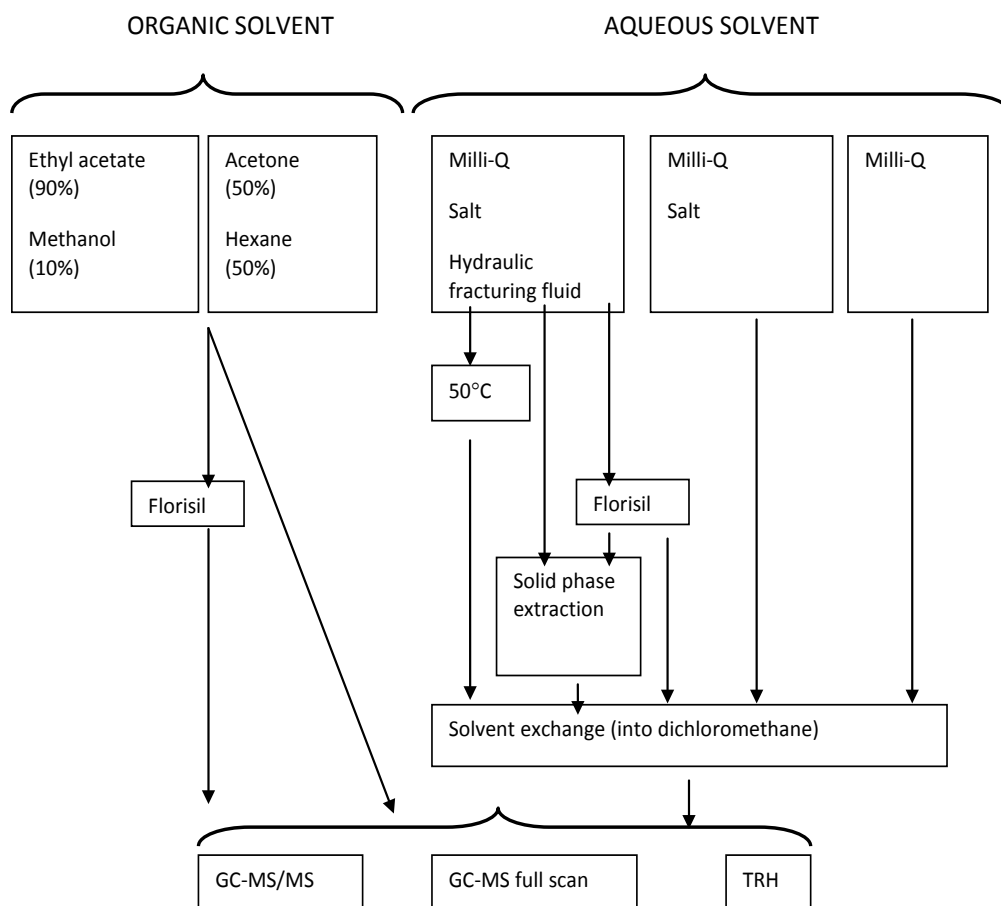 ORGANIC SOLVENT
AQUEOUS SOLVENT
Ethyl acetate
(90%)
Methanol
(10%)
Acetone
(50%)
Hexane
(50%)
Milli-Q
Salt
Hydraulic
fracturing fluid
Milli-Q
Salt
Milli-Q
50°C
Florisil
Florisil
Solid phase
extraction
Solvent exchange (into dichloromethane)
GC-MS/MS
GC-MS full scan
TRH